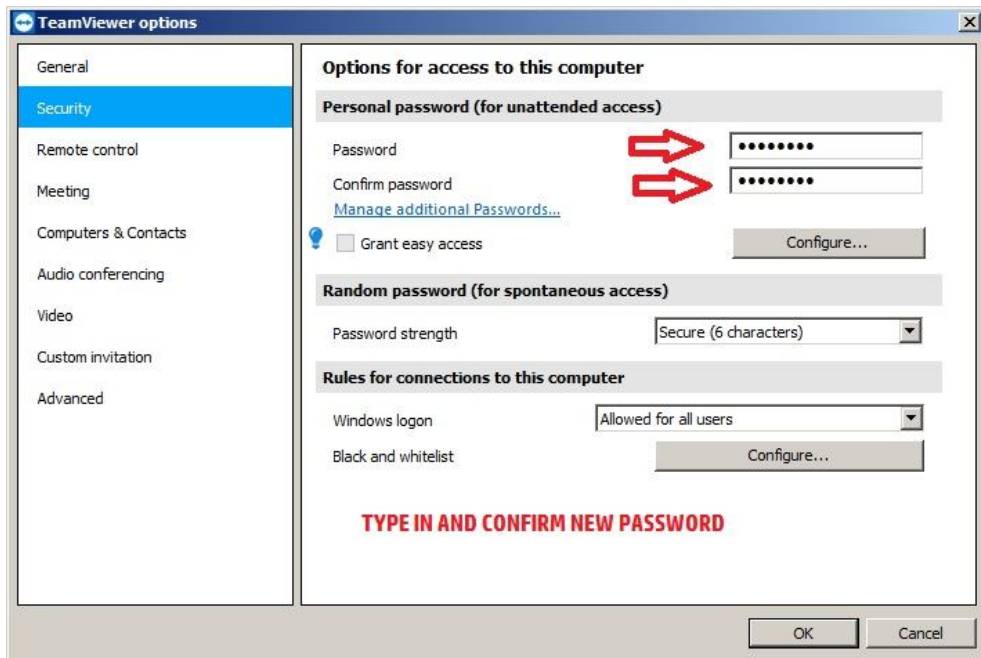 TeamViewer options
General
Security
Remote control
Meeting
Computers & Contacts
Audio conferencing
Video
Custom invitation
Advanced
Options for access to this computer
Personal password (for unattended access)
Password ••••••••
Confirm password ••••••••
Manage additional Passwords...
Grant easy access Configure...
Random password (for spontaneous access)
Password strength Secure (6 characters)
Rules for connections to this computer
Windows logon Allowed for all users
Black and whitelist Configure...
TYPE IN AND CONFIRM NEW PASSWORD
OK Cancel